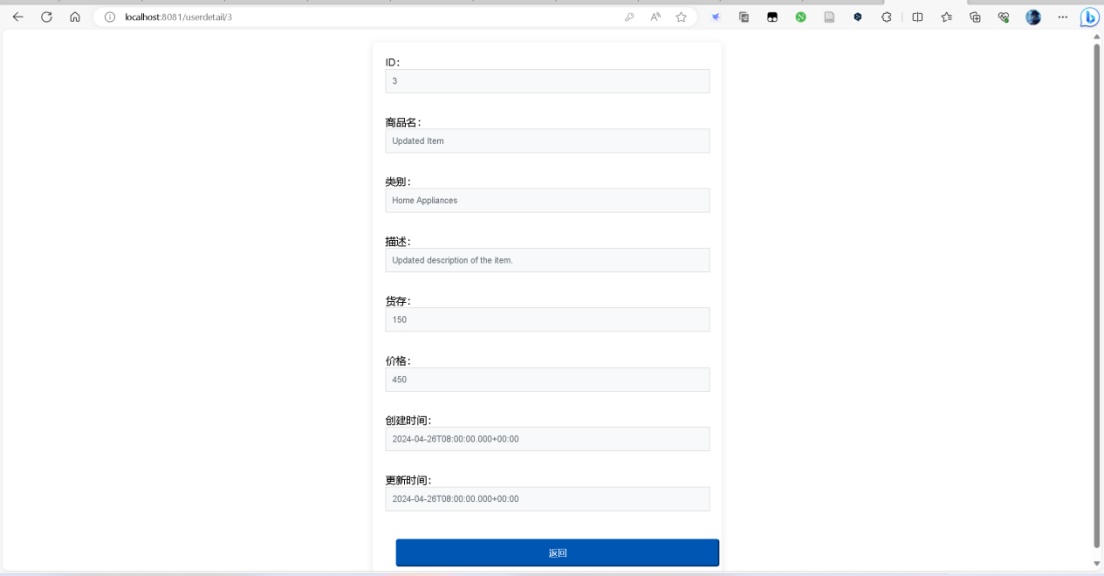 localhost:8081/userdetail/3
ID：
3
商品名：
Updated Item
类别：
Home Appliances
描述：
Updated description of the item.
货存：
150
价格：
450
创建时间：
2024-04-26T08:00:00.000+00:00
更新时间：
2024-04-26T08:00:00.000+00:00
返回